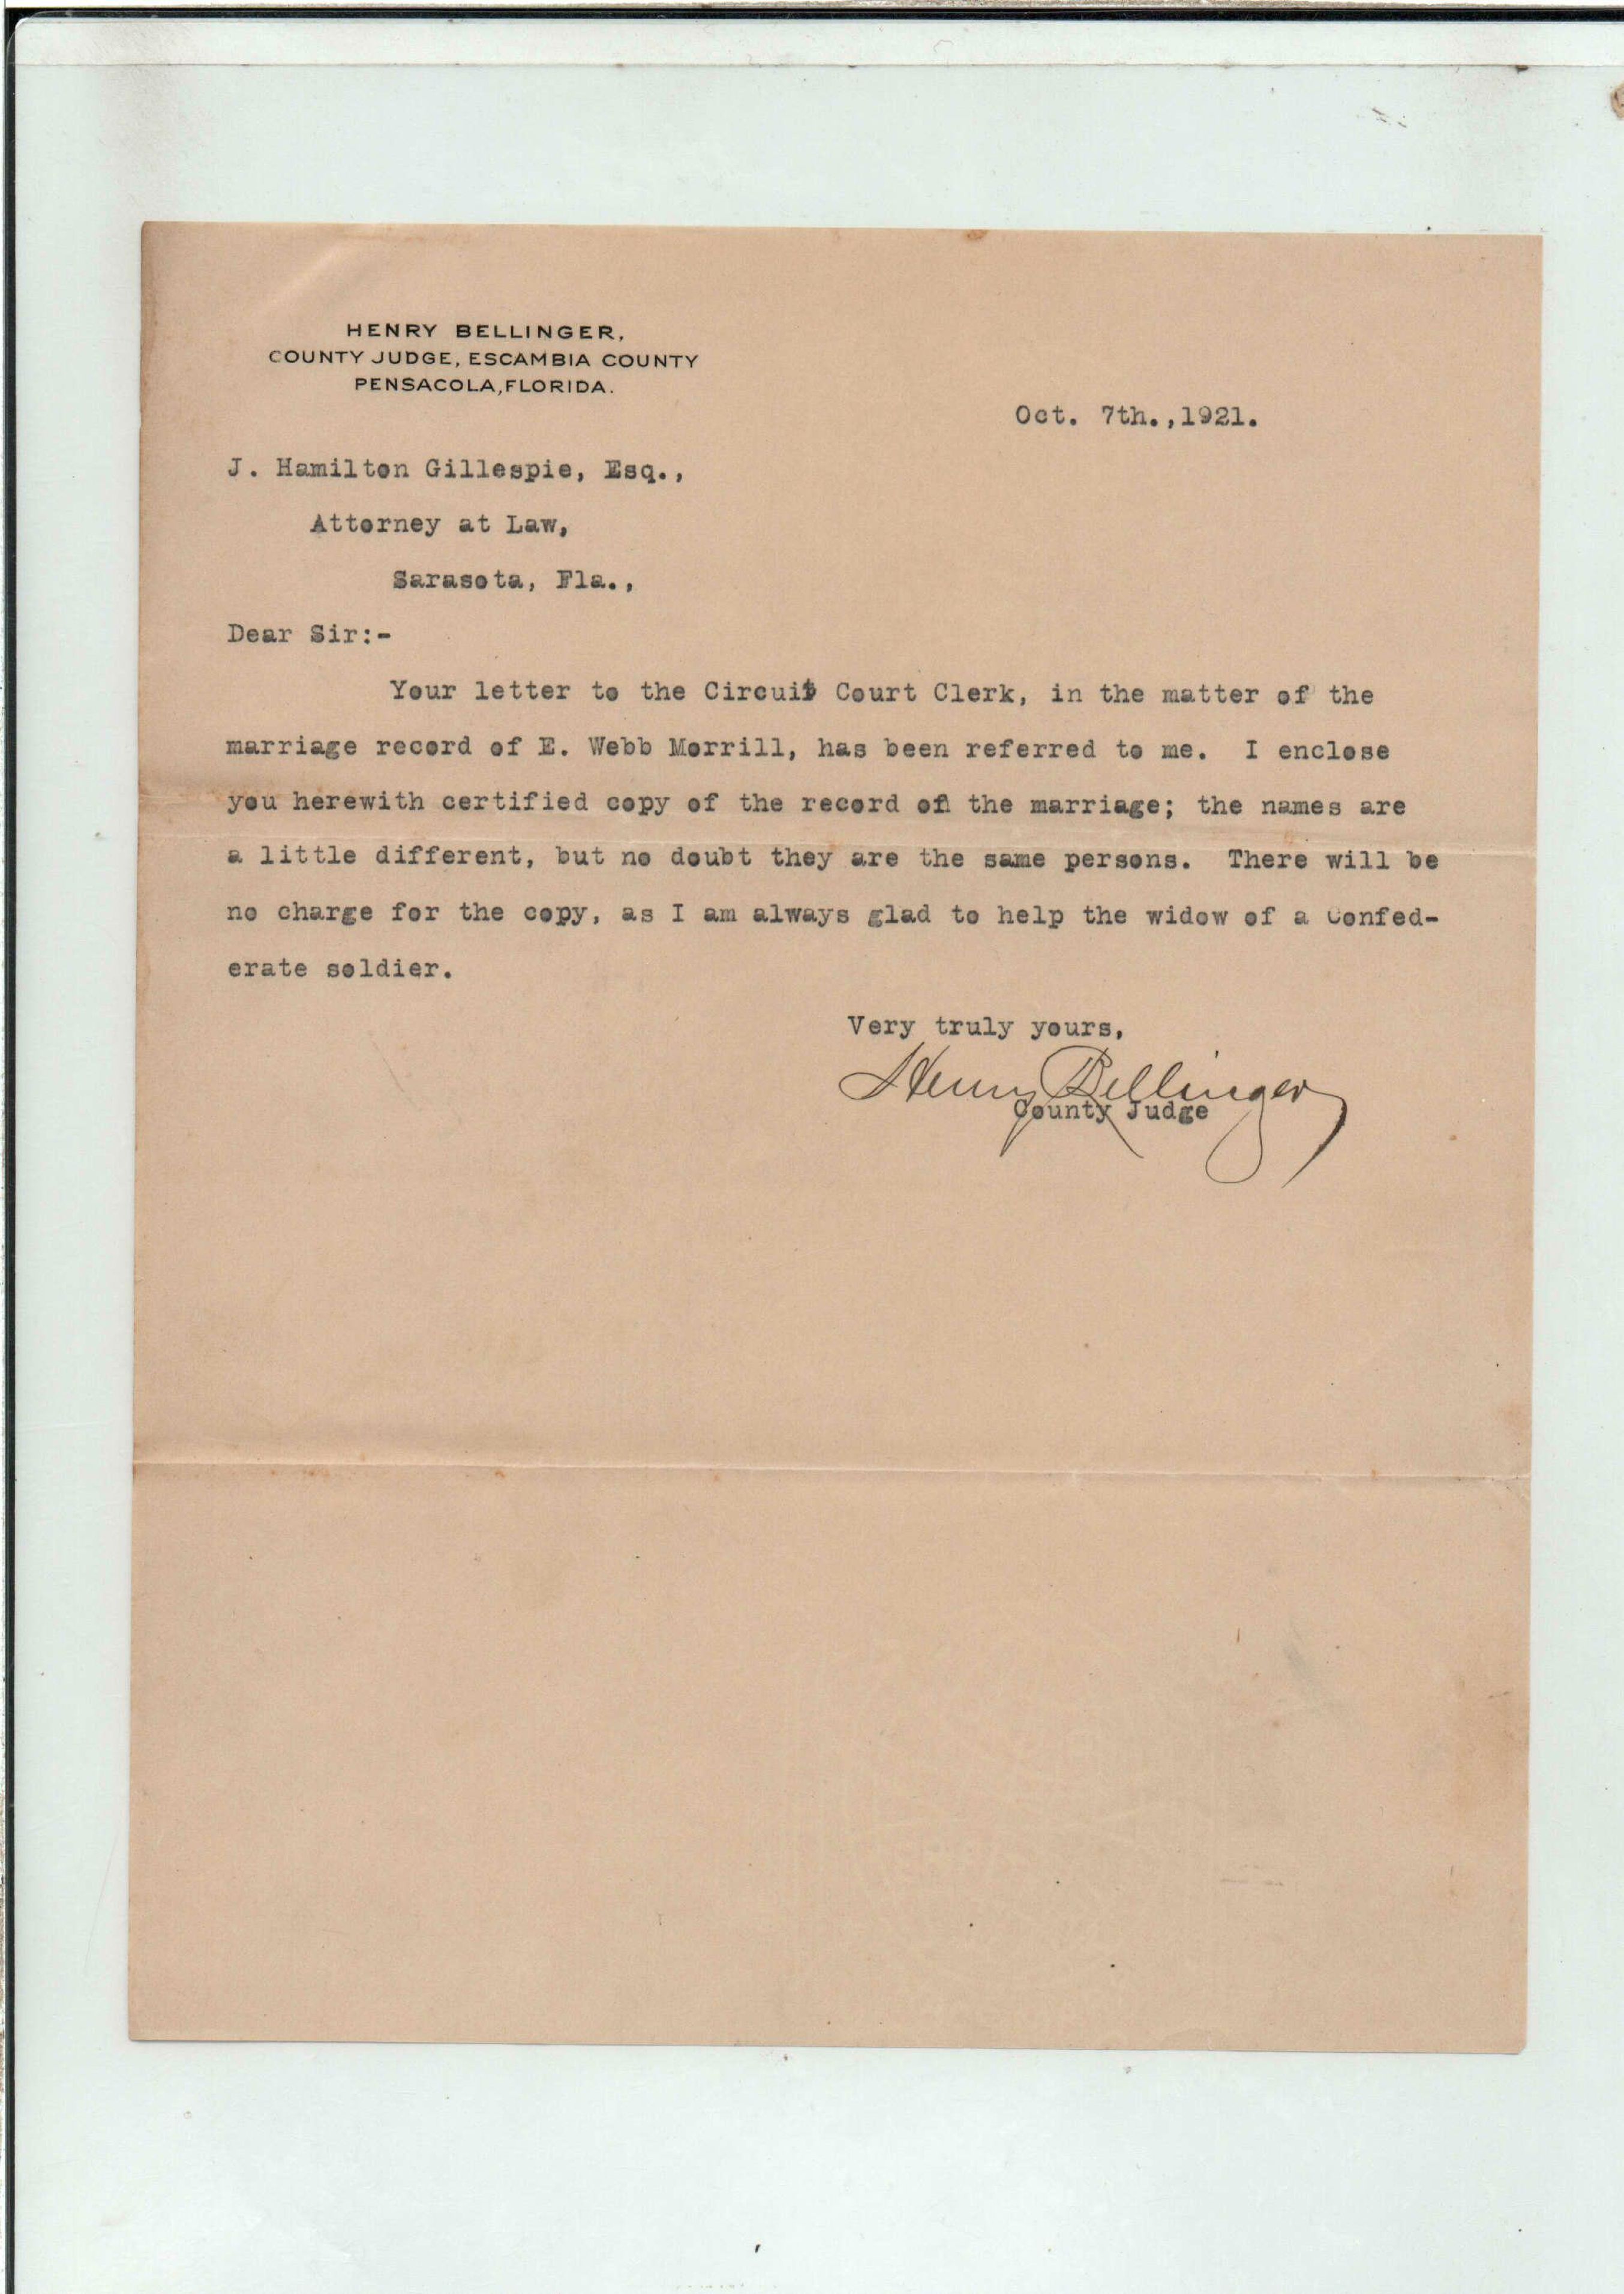 HENRY BELLINGER,
COUNTY JUDGE, ESCAMBIA COUNTY
PENSACOLA, FLORIDA.
Oct. 7th.,1921.
J. Hamilton Gillespie, Esq.,
Attorney at Law,
Sarasota, Fla.,
Dear Sir:-
Your letter to the Circuit Court Clerk, in the matter of the
marriage record of E. Webb Morrill, has been referred to me. I enclose
you herewith certified copy of the record of the marriage; the names are
a little different, but no doubt they are the same persons. There will be
no charge for the copy, as I am always glad to help the widow of a Confed-
erate soldier.
Very truly yours,
Henry Bellinger
County Judge